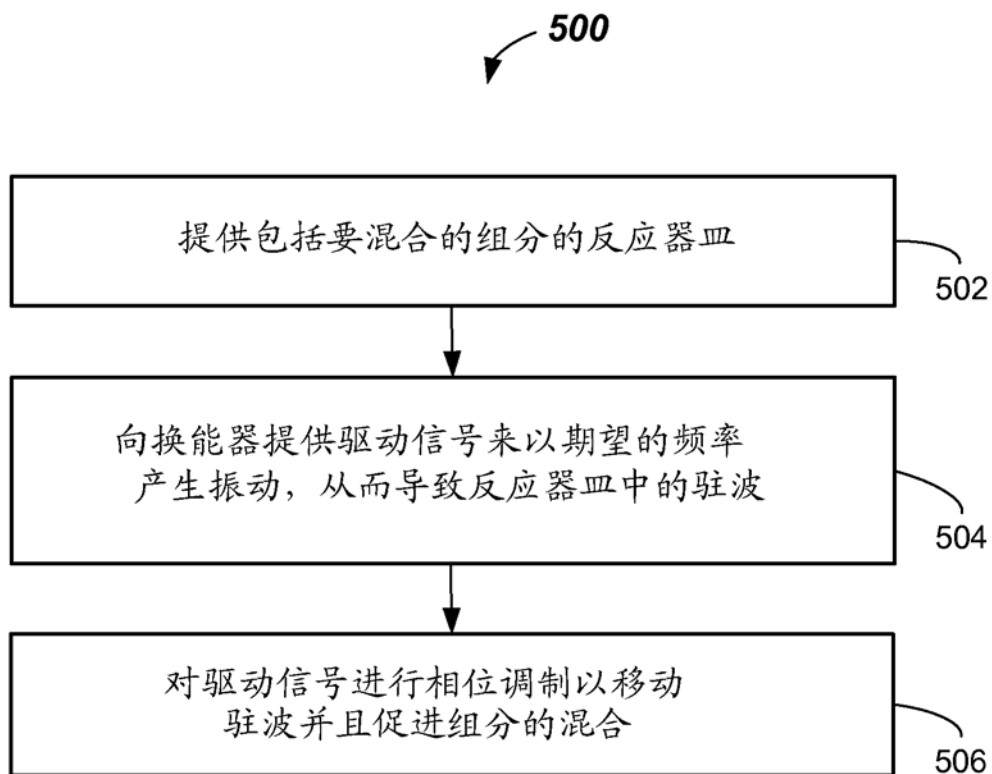 500
提供包括要混合的组分的反应器皿
502
向换能器提供驱动信号来以期望的频率
产生振动，从而导致反应器皿中的驻波
504
对驱动信号进行相位调制以移动
驻波并且促进组分的混合
506